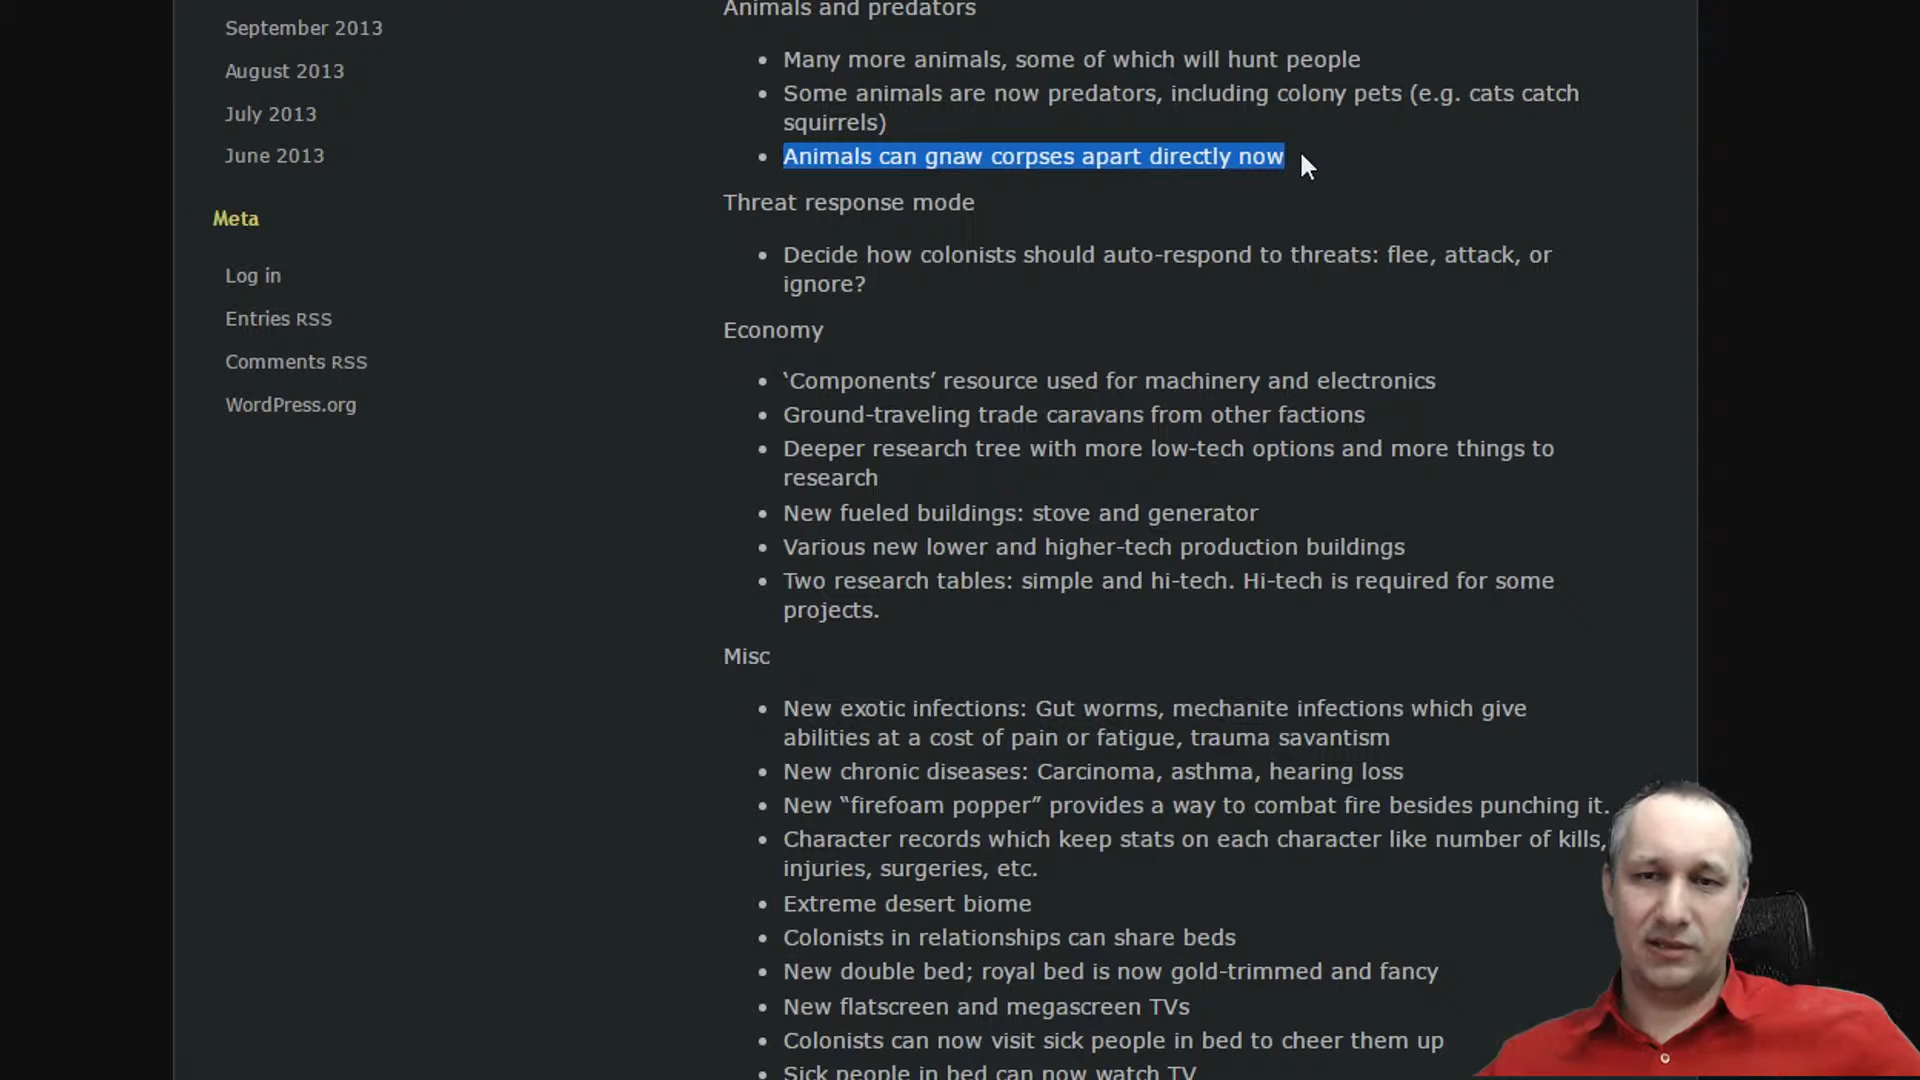 September 2013
August 2013
July 2013
June 2013
Meta
Log in
Entries RSS
Comments RSS
WordPress.org
Animals and predators
• Many more animals, some of which will hunt people
• Some animals are now predators, including colony pets (e.g. cats catch
squirrels)
• Animals can gnaw corpses apart directly now
Threat response mode
• Decide how colonists should auto-respond to threats: flee, attack, or
ignore?
Economy
• ‘Components’ resource used for machinery and electronics
• Ground-traveling trade caravans from other factions
• Deeper research tree with more low-tech options and more things to
research
• New fueled buildings: stove and generator
• Various new lower and higher-tech production buildings
• Two research tables: simple and hi-tech. Hi-tech is required for some
projects.
Misc
• New exotic infections: Gut worms, mechanite infections which give
abilities at a cost of pain or fatigue, trauma savantism
• New chronic diseases: Carcinoma, asthma, hearing loss
• New “firefoam popper” provides a way to combat fire besides punching it.
• Character records which keep stats on each character like number of kills,
injuries, surgeries, etc.
• Extreme desert biome
• Colonists in relationships can share beds
• New double bed; royal bed is now gold-trimmed and fancy
• New flatscreen and megascreen TVs
• Colonists can now visit sick people in bed to cheer them up
• Sick people in bed can now watch TV